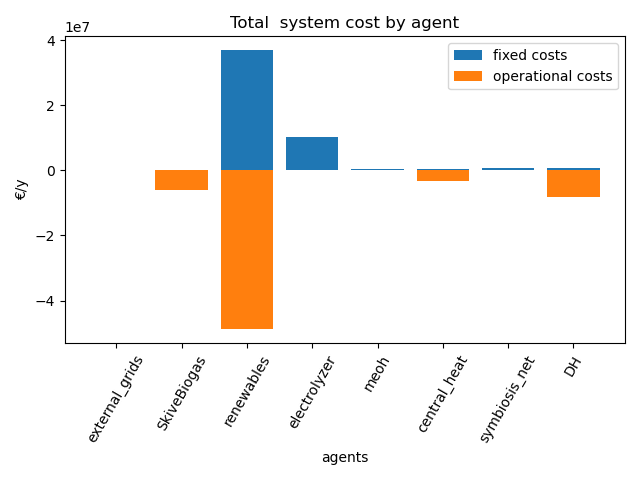 Total  system cost by agent
1e7
fixed costs
operational costs
4
2
0
−2
−4
€/y
external_grids
SkiveBiogas
renewables
electrolyzer
meoh
central_heat
symbiosis_net
DH
agents